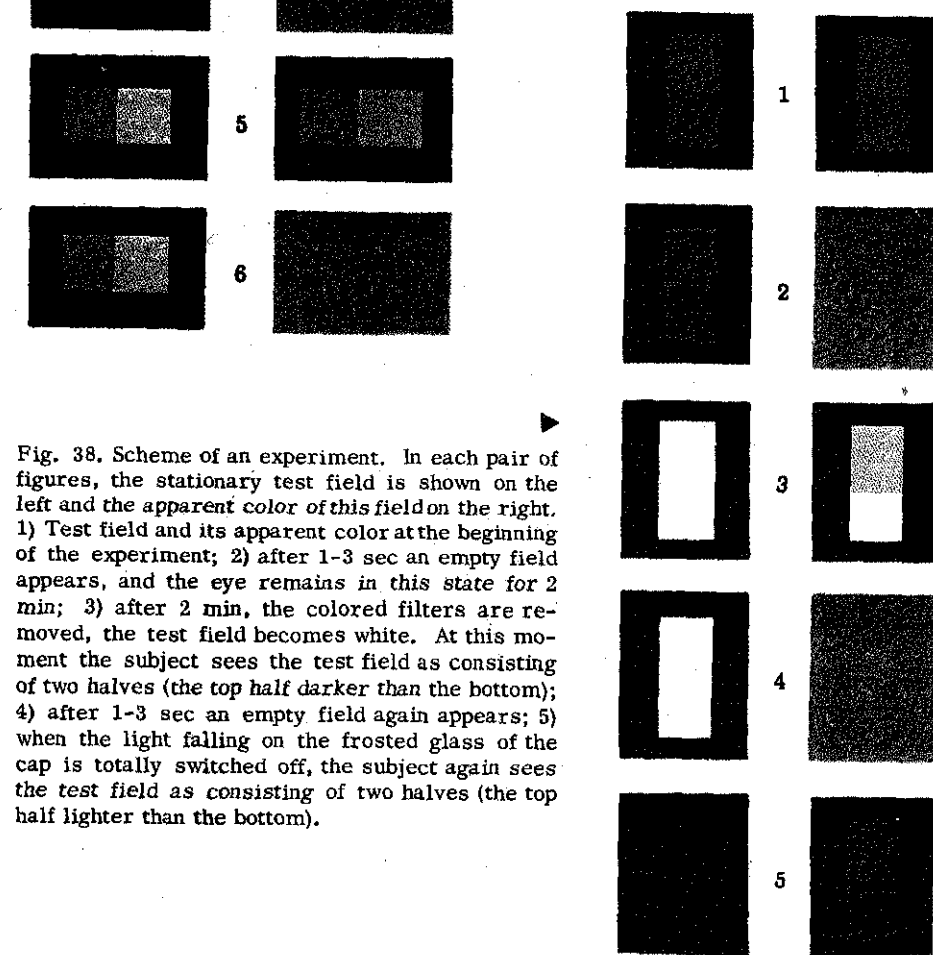 5
6
Fig. 38. Scheme of an experiment. In each pair of
figures, the stationary test field is shown on the
left and the apparent color of this field on the right.
1) Test field and its apparent color at the beginning
of the experiment; 2) after 1-3 sec an empty field
appears, and the eye remains in this state for 2
min; 3) after 2 min, the colored filters are re-
moved, the test field becomes white. At this mo-
ment the subject sees the test field as consisting
of two halves (the top half darker than the bottom);
4) after 1-3 sec an empty field again appears; 5)
when the light falling on the frosted glass of the
cap is totally switched off, the subject again sees
the test field as consisting of two halves (the top
half lighter than the bottom).
1
2
3
4
5